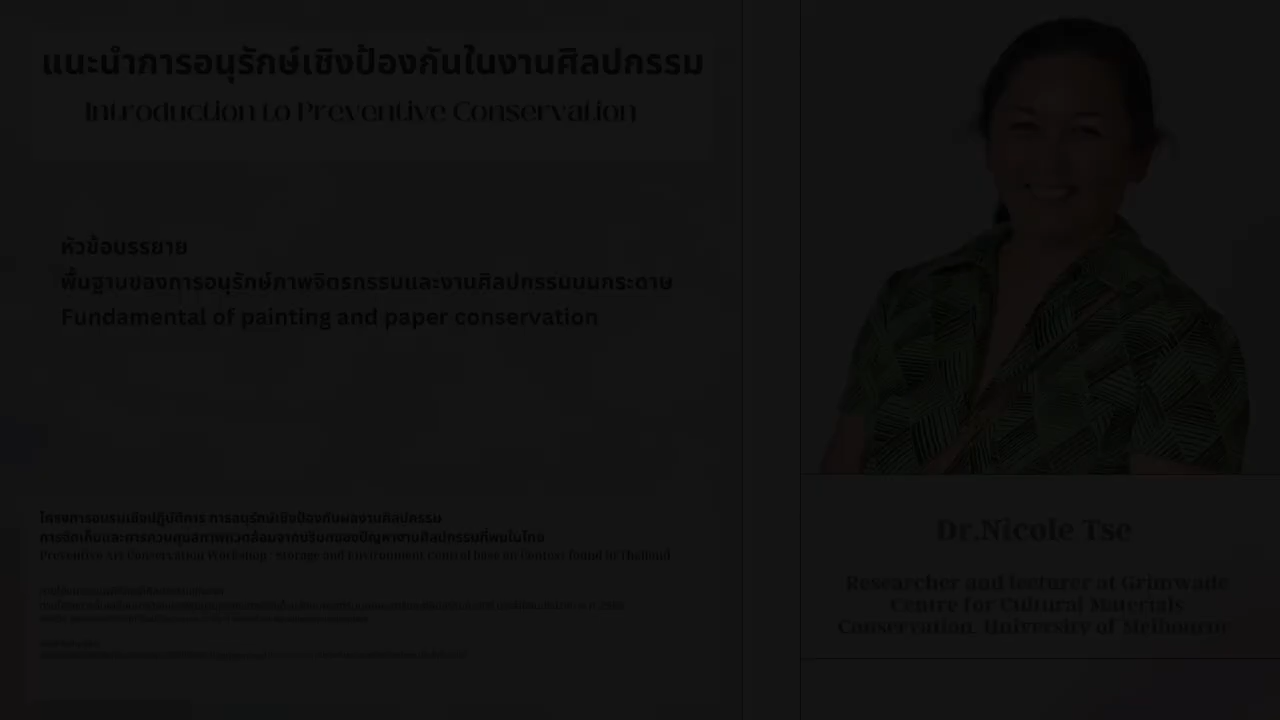 แนะนำการอนุรักษ์เชิงป้องกันในงานศิลปกรรม
Introduction to Preventive Conservation
หัวข้อบรรยาย
พื้นฐานของการอนุรักษ์ภาพจิตรกรรมและงานศิลปกรรมบนกระดาษ
Fundamental of painting and paper conservation
โครงการอบรมเชิงปฏิบัติการ การอนุรักษ์เชิงป้องกันผลงานศิลปกรรม
การจัดเก็บและการควบคุมสภาพแวดล้อมจากบริบทของปัญหางานศิลปกรรมที่พบในไทย
Preventive Art Conservation Workshop : Storage and Environment Control base on Context found in Thailand
Dr.Nicole Tse
Researcher and lecturer at Grimwade
Centre for Cultural Materials
Conservation, University of Melbourne